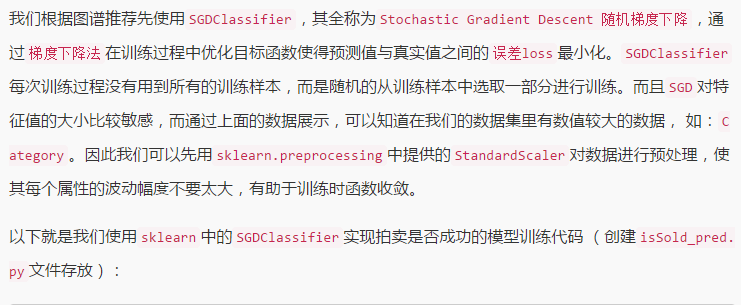 我们根据图谱推荐先使用 SGDClassifier ，其全称为 Stochastic Gradient Descent 随机梯度下降 ，通
过 梯度下降法 在训练过程中优化目标函数使得预测值与真实值之间的 误差loss 最小化。 SGDClassifier
每次训练过程没有用到所有的训练样本，而是随机的从训练样本中选取一部分进行训练。而且 SGD 对特
征值的大小比较敏感，而通过上面的数据展示，可以知道在我们的数据集里有数值较大的数据， 如： C
ategory 。因此我们可以先用 sklearn.preprocessing 中提供的 StandardScaler 对数据进行预处理，使
其每个属性的波动幅度不要太大，有助于训练时函数收敛。
以下就是我们使用 sklearn 中的 SGDClassifier 实现拍卖是否成功的模型训练代码 （ 创建 isSold_pred.
py 文件存放 ）：